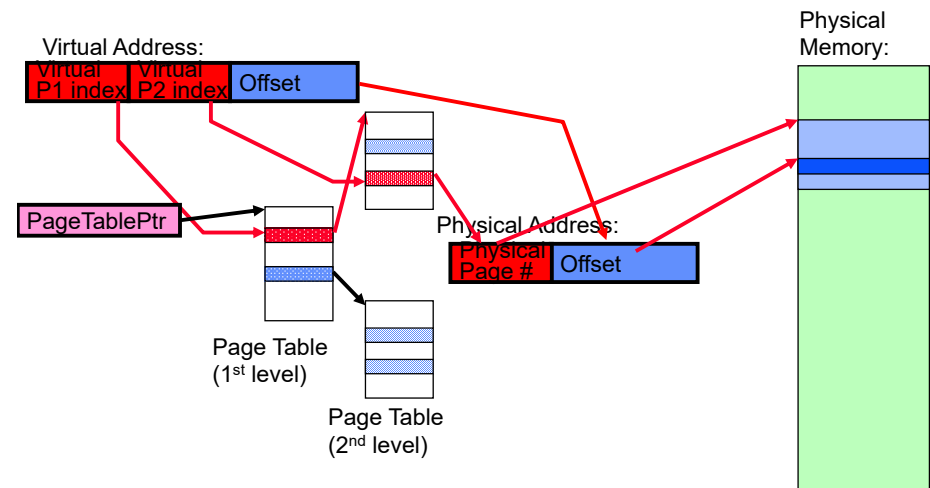 Physical
Memory:
Virtual Address:
Virtual Virtual
P1 index P2 index Offset
PageTablePtr
Physical Address:
Physical
Page # Offset
Page Table
(1st level)
Page Table
(2nd level)